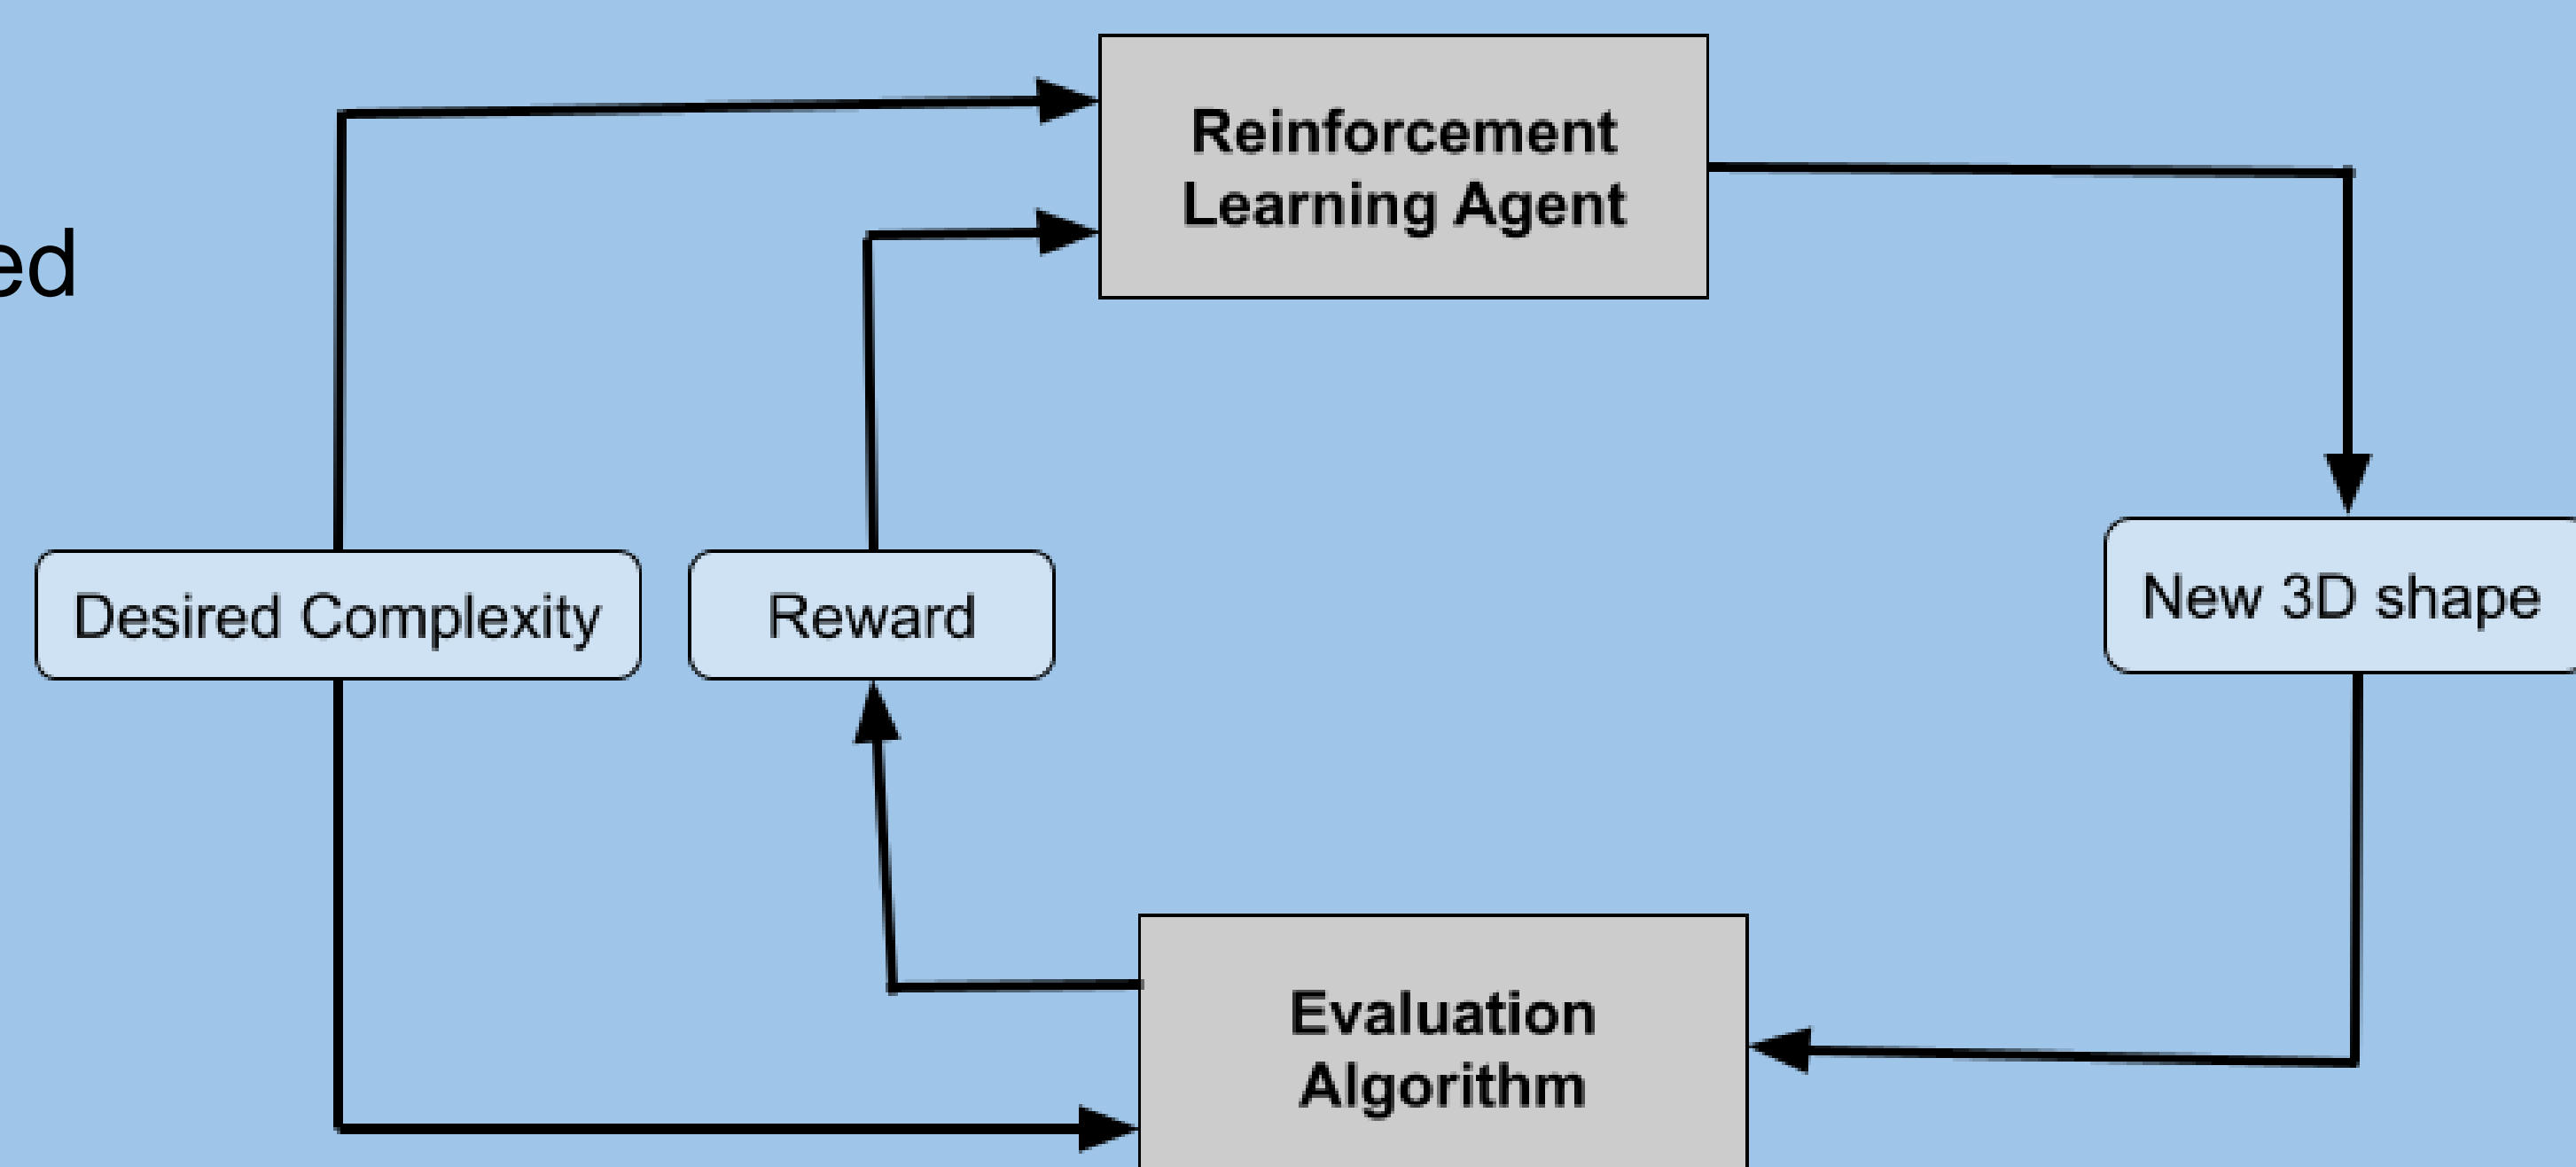 Reinforcement
Learning Agent
ed
Desired Complexity
Reward
New 3D shape
Evaluation
Algorithm